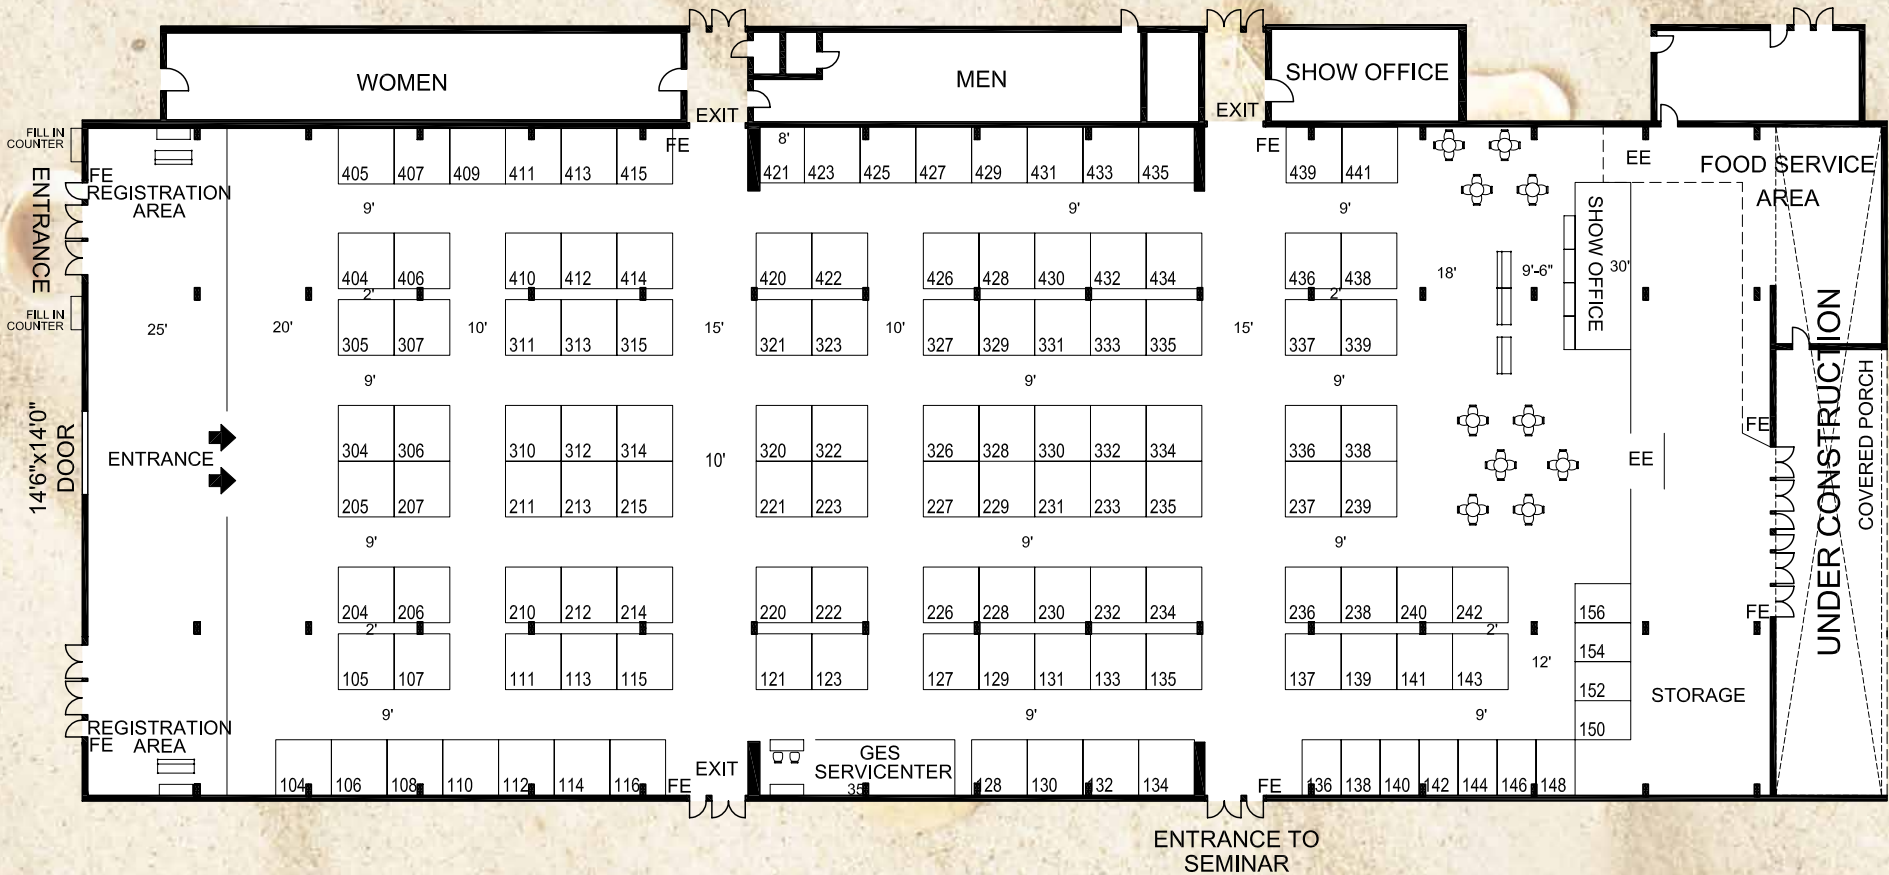 WOMEN
MEN
SHOW OFFICE
EXIT
EXIT
FILL IN
COUNTER
FE
REGISTRATION
AREA
ENTRANCE
FILL IN
COUNTER
405 407 409 411 413 415
FE
8'
421 423 425 427 429 431 433 435
FE
439 441
EE
FOOD SERVICE
AREA
9' 9' 9'
404 406 410 412 414 420 422 426 428 430 432 434 436 438
2' 2'
18' 9'-6" 30'
SHOW OFFICE
25' 20' 10' 15' 10' 15'
305 307 311 313 315 321 323 327 329 331 333 335 337 339
9' 9' 9'
14'6"x14'0"
DOOR
ENTRANCE
304 306 310 312 314 320 322 326 328 330 332 334 336 338
10'
EE
FE
205 207 211 213 215 221 223 227 229 231 233 235 237 239
9' 9' 9'
UNDER CONSTRUCTION
COVERED PORCH
204 206 210 212 214 220 222 226 228 230 232 234 236 238 240 242
156
FE
2' 2'
154
12'
105 107 111 113 115 121 123 127 129 131 133 135 137 139 141 143
152
STORAGE
9' 9' 9'
150
REGISTRATION
AREA
FE
104 106 108 110 112 114 116
FE
EXIT
GES
SERVICENTER
35'
128 130 132 134
FE
136 138 140 142 144 146 148
ENTRANCE TO
SEMINAR